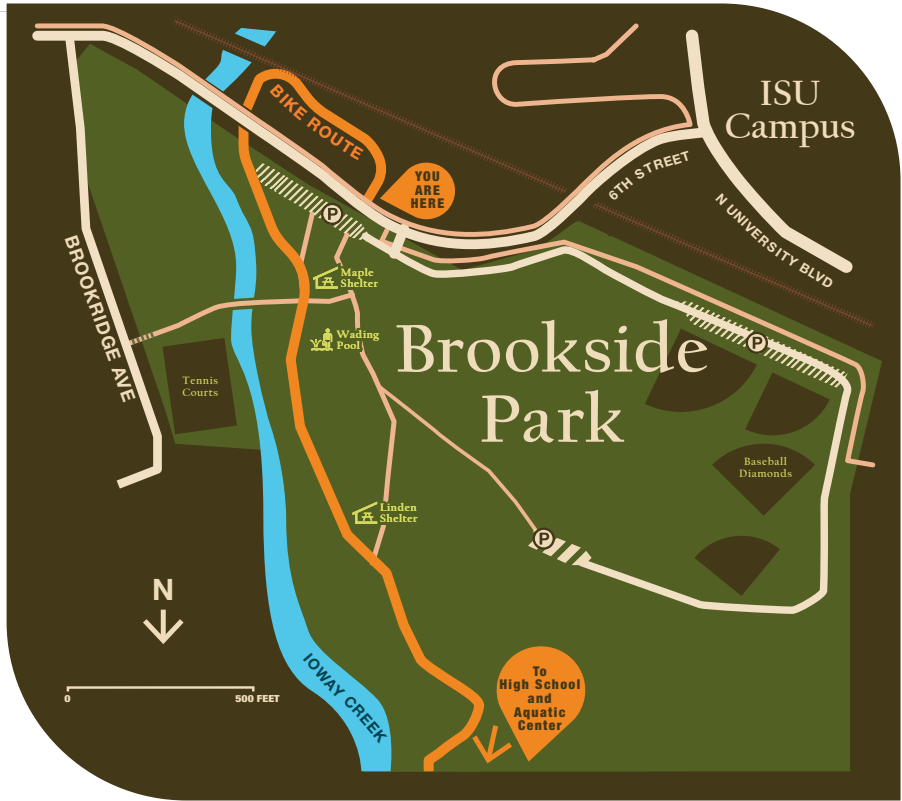 ISU
Campus
BIKE ROUTE
YOU
ARE
HERE
6TH STREET
N UNIVERSITY BLVD
P
BROOKRIDGE AVE
Maple
Shelter
Wading
Pool
Brookside
Park
P
Tennis
Courts
Baseball
Diamonds
Linden
Shelter
P
N
0
500 FEET
IOWAY CREEK
To
High School
and
Aquatic
Center